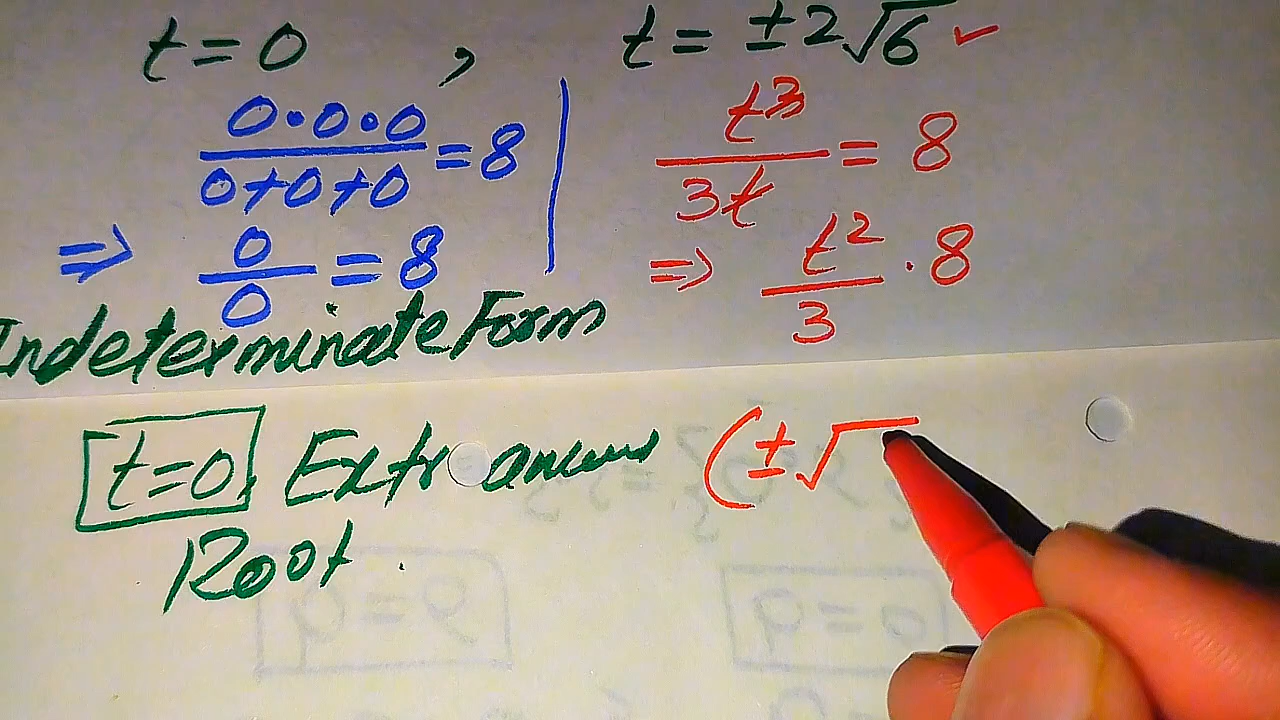 t = 0 , t = ±2√6 ✓
0·0·0 / 0+0+0 = 8
⇒ 0/0 = 8
Indeterminate Form
t=0 Extraneous
Root .
t³ / 3t = 8
⇒ t²/3 · 8
(±√